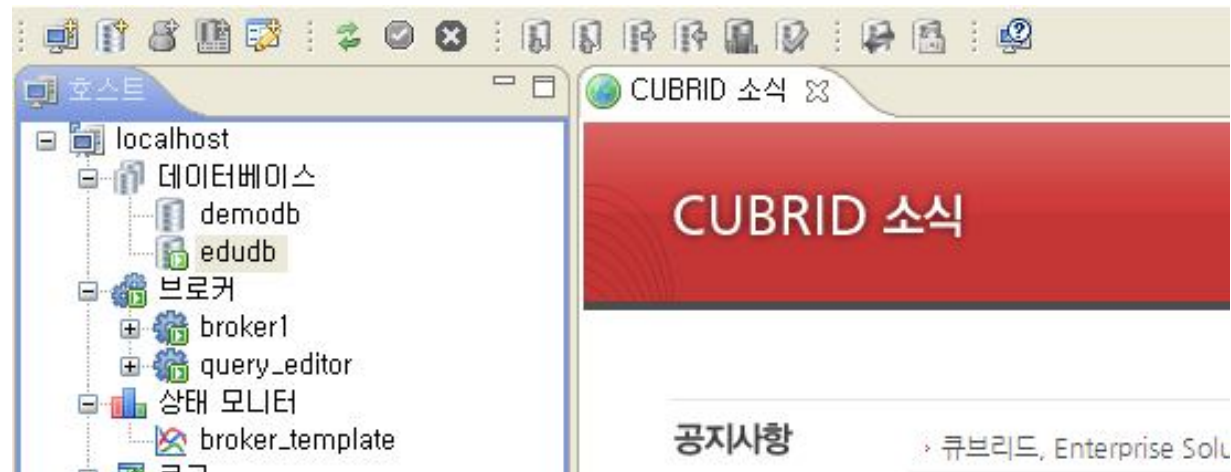 호스트
localhost
데이터베이스
demodb
edudb
브로커
broker1
query_editor
상태 모니터
broker_template
CUBRID 소식
CUBRID 소식
공지사항
› 큐브리드, Enterprise